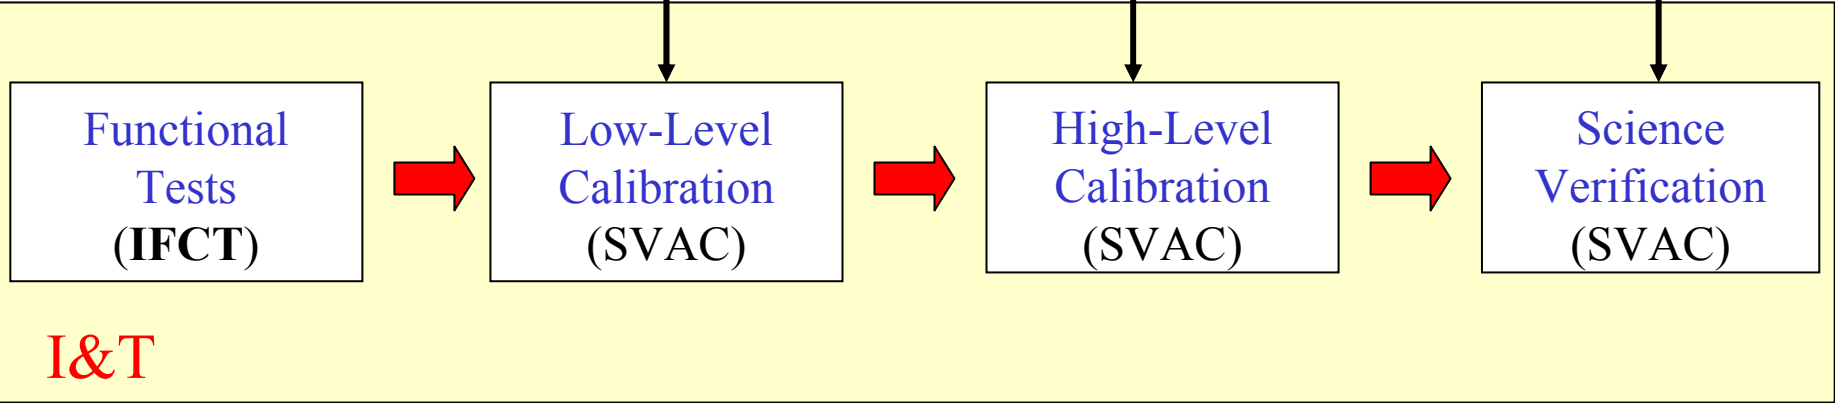 Functional
Tests
(IFCT)
Low-Level
Calibration
(SVAC)
High-Level
Calibration
(SVAC)
Science
Verification
(SVAC)
I&T